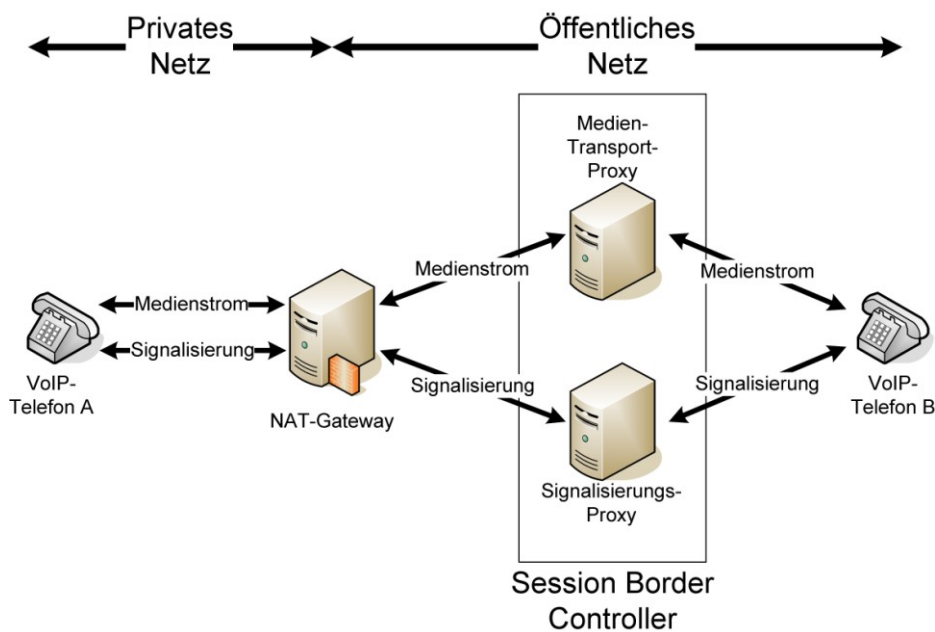 Privates
Netz
Öffentliches
Netz
Medien-
Transport-
Proxy
Medienstrom
Medienstrom
Medienstrom
Signalisierung
Signalisierung
Signalisierung
VoIP-
Telefon A
NAT-Gateway
VoIP-
Telefon B
Signalisierungs-
Proxy
Session Border
Controller